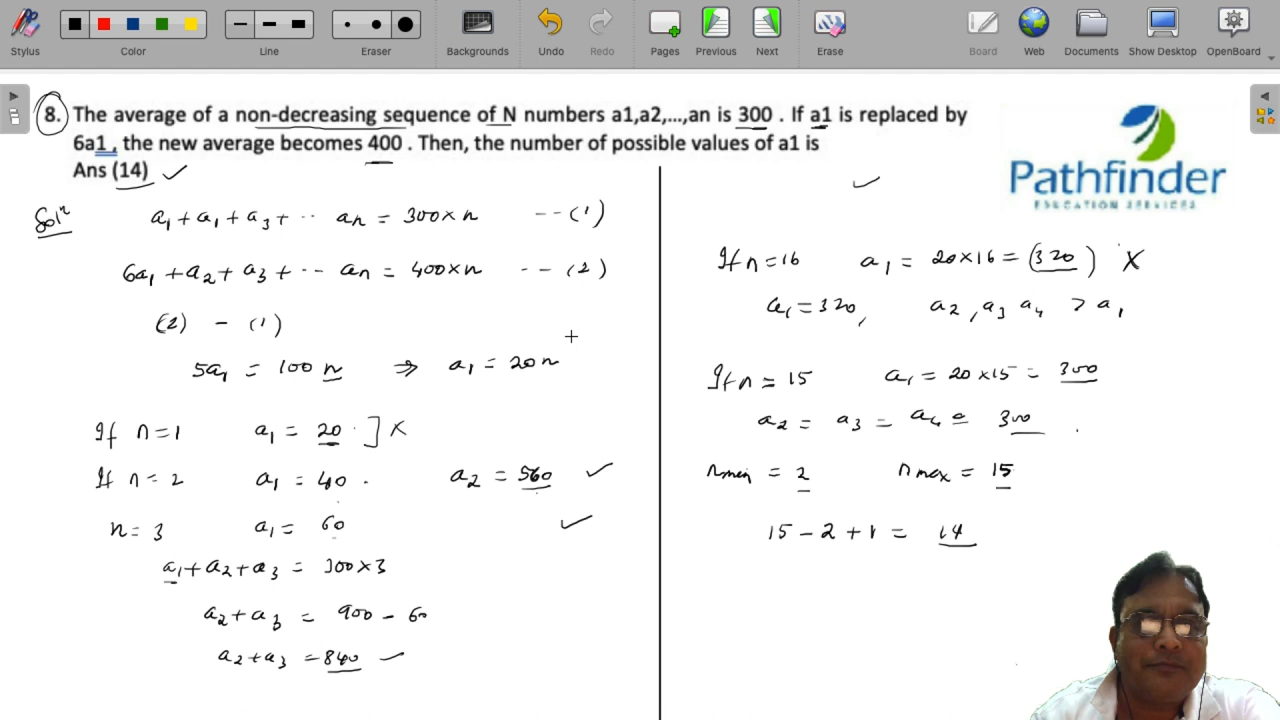 Stylus
Color
Line
Eraser
Backgrounds
Undo
Redo
Pages
Previous
Next
Erase
Board
Web
Documents
Show Desktop
OpenBoard
8. The average of a non-decreasing sequence of N numbers a1,a2,...,an is 300 . If a1 is replaced by
6a1 , the new average becomes 400 . Then, the number of possible values of a1 is
Ans (14) ✓
Pathfinder
EDUCATION SERVICES
Solⁿ
a₁ + a₁ + a₃ + ·· aₙ = 300 × n -- (1)
6a₁ + a₂ + a₃ + ··· aₙ = 400 × n -- (2)
(2) - (1)
5a₁ = 100 n ⇒ a₁ = 20 n
If n = 1 a₁ = 20 · ] ×
If n = 2 a₁ = 40 . a₂ = 560 ✓
n = 3 a₁ = 60 ✓
a₁ + a₂ + a₃ = 300 × 3
a₂ + a₃ = 900 - 60
a₂ + a₃ = 840 ✓
✓
If n = 16 a₁ = 20 × 16 = (320) ×
a₁ = 320, a₂, a₃ a₄ > a₁
If n = 15 a₁ = 20 × 15 = 300
a₂ = a₃ = a₄ = 300 .
nmin = 2 nmax = 15
15 - 2 + 1 = 14